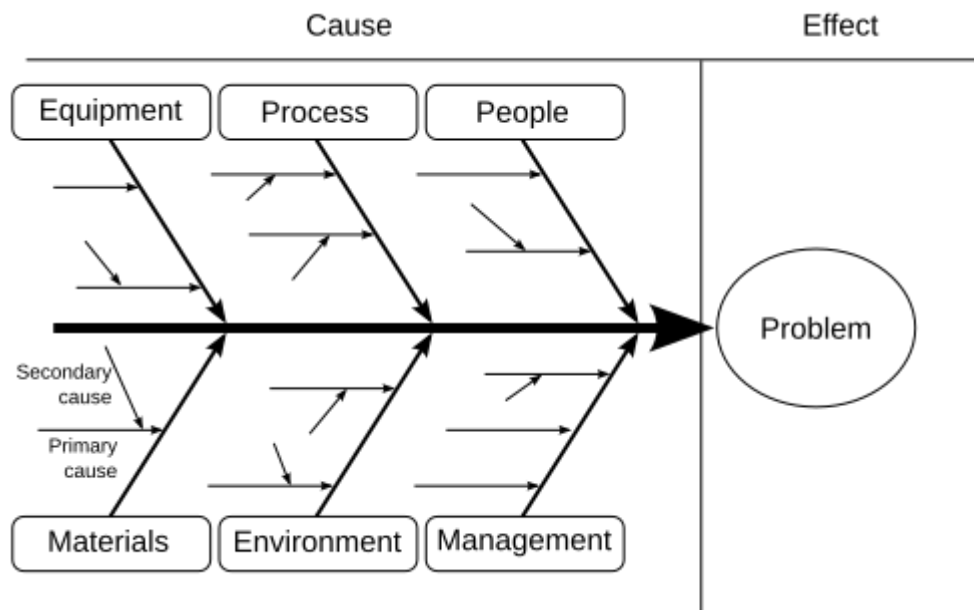 Cause
Effect
Equipment
Process
People
Problem
Secondary
cause
Primary
cause
Materials
Environment
Management